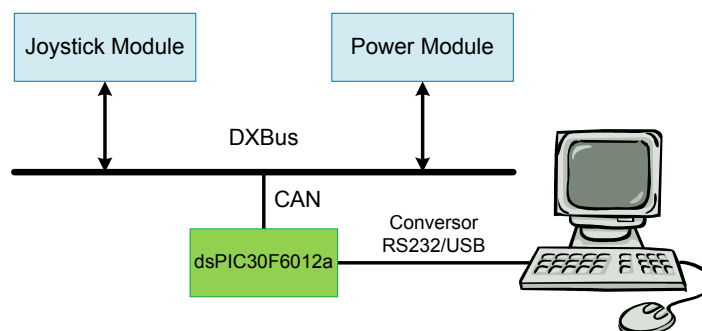 Joystick Module
Power Module
DXBus
CAN
Conversor
RS232/USB
dsPIC30F6012a